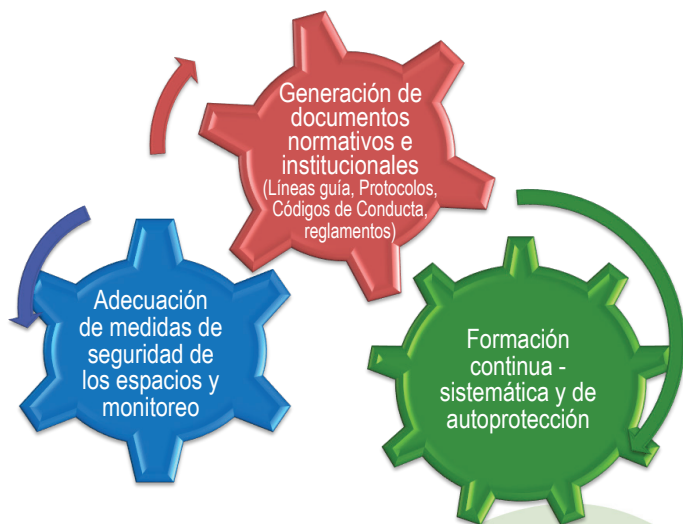 Generación de
documentos
normativos e
institucionales
(Líneas guía, Protocolos,
Códigos de Conducta,
reglamentos)
Adecuación
de medidas de
seguridad de
los espacios y
monitoreo
Formación
continua -
sistemática y de
autoprotección